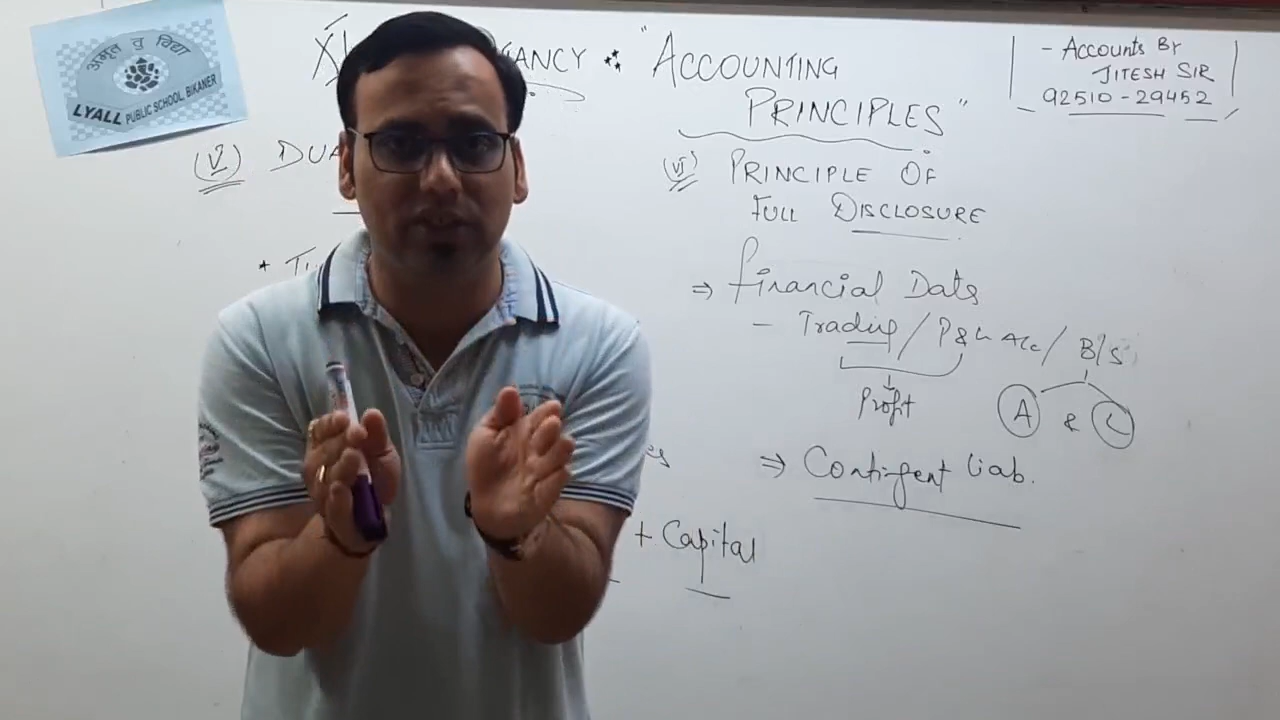 अमृतं तु विद्या
LYALL PUBLIC SCHOOL, BIKANER
XI
ANCY : "ACCOUNTING
PRINCIPLES"
- Accounts By
JITESH SIR
92510-29452
(V) DUA
(VI) PRINCIPLE OF
FULL DISCLOSURE
⇒ Financial Data
- Trading / P&L A/c / B/S
Profit
A & L
⇒ Contingent Liab.
+ Capital